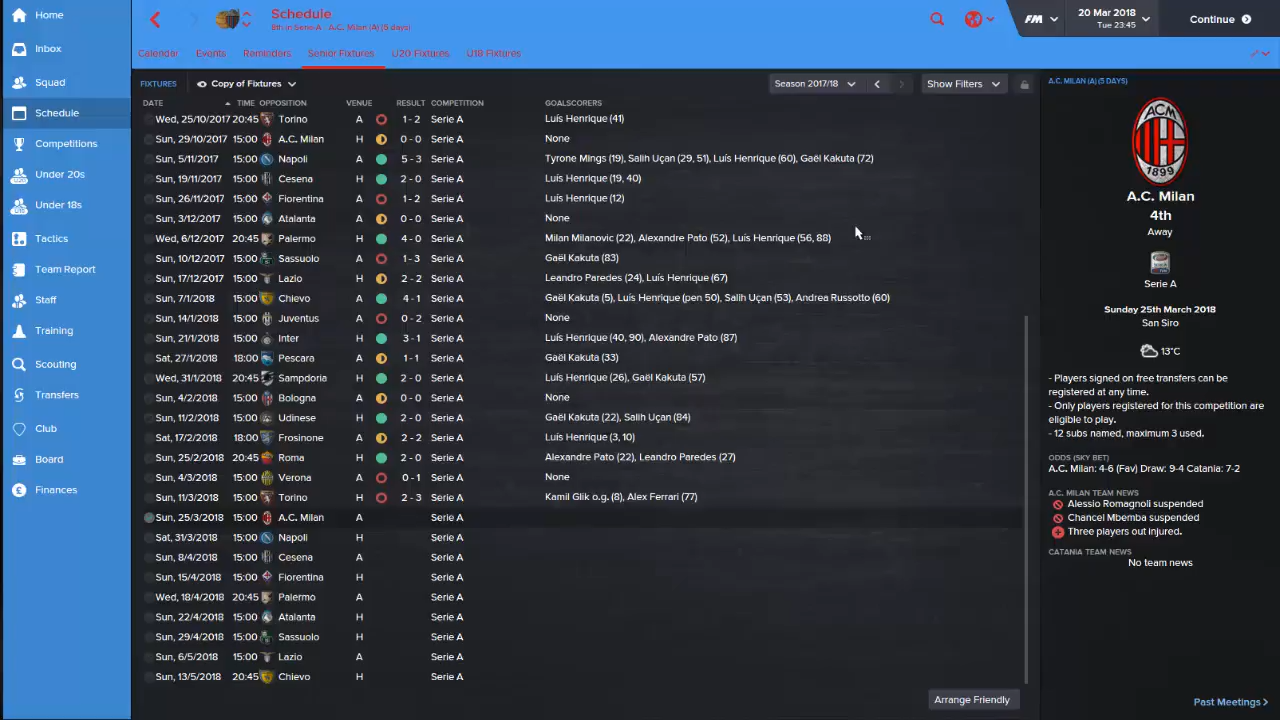 Home
Inbox
Squad
Schedule
Competitions
Under 20s
Under 18s
Tactics
Team Report
Staff
Training
Scouting
Transfers
Club
Board
Finances
Schedule
8th in Serie A - A.C. Milan (A) (5 days)
FM
20 Mar 2018
Tue 23:45
Continue
Calendar Events Reminders Senior Fixtures U20 Fixtures U18 Fixtures
FIXTURES Copy of Fixtures Season 2017/18 Show Filters
DATE TIME OPPOSITION VENUE RESULT COMPETITION GOALSCORERS
Wed, 25/10/2017 20:45 Torino A 1 - 2 Serie A Luís Henrique (41)
Sun, 29/10/2017 15:00 A.C. Milan H 0 - 0 Serie A None
Sun, 5/11/2017 15:00 Napoli A 5 - 3 Serie A Tyrone Mings (19), Salih Uçan (29, 51), Luís Henrique (60), Gaël Kakuta (72)
Sun, 19/11/2017 15:00 Cesena H 2 - 0 Serie A Luís Henrique (19, 40)
Sun, 26/11/2017 15:00 Fiorentina A 1 - 2 Serie A Luís Henrique (12)
Sun, 3/12/2017 15:00 Atalanta A 0 - 0 Serie A None
Wed, 6/12/2017 20:45 Palermo H 4 - 0 Serie A Milan Milanovic (22), Alexandre Pato (52), Luís Henrique (56, 88)
Sun, 10/12/2017 15:00 Sassuolo A 1 - 3 Serie A Gaël Kakuta (83)
Sun, 17/12/2017 15:00 Lazio H 2 - 2 Serie A Leandro Paredes (24), Luís Henrique (67)
Sun, 7/1/2018 15:00 Chievo A 4 - 1 Serie A Gaël Kakuta (5), Luís Henrique (pen 50), Salih Uçan (53), Andrea Russotto (60)
Sun, 14/1/2018 15:00 Juventus A 0 - 2 Serie A None
Sun, 21/1/2018 15:00 Inter H 3 - 1 Serie A Luís Henrique (40, 90), Alexandre Pato (87)
Sat, 27/1/2018 18:00 Pescara A 1 - 1 Serie A Gaël Kakuta (33)
Wed, 31/1/2018 20:45 Sampdoria H 2 - 0 Serie A Luís Henrique (26), Gaël Kakuta (57)
Sun, 4/2/2018 15:00 Bologna A 0 - 0 Serie A None
Sun, 11/2/2018 15:00 Udinese H 2 - 0 Serie A Gaël Kakuta (22), Salih Uçan (84)
Sat, 17/2/2018 18:00 Frosinone A 2 - 2 Serie A Luís Henrique (3, 10)
Sun, 25/2/2018 20:45 Roma H 2 - 0 Serie A Alexandre Pato (22), Leandro Paredes (27)
Sun, 4/3/2018 15:00 Verona A 0 - 1 Serie A None
Sun, 11/3/2018 15:00 Torino H 2 - 3 Serie A Kamil Glik o.g. (8), Alex Ferrari (77)
Sun, 25/3/2018 15:00 A.C. Milan A Serie A
Sat, 31/3/2018 15:00 Napoli H Serie A
Sun, 8/4/2018 15:00 Cesena A Serie A
Sun, 15/4/2018 15:00 Fiorentina H Serie A
Wed, 18/4/2018 20:45 Palermo A Serie A
Sun, 22/4/2018 15:00 Atalanta H Serie A
Sun, 29/4/2018 15:00 Sassuolo H Serie A
Sun, 6/5/2018 15:00 Lazio A Serie A
Sun, 13/5/2018 20:45 Chievo H Serie A
Arrange Friendly
A.C. MILAN (A) (5 DAYS)
ACM
1899
A.C. Milan
4th
Away
Serie A
Sunday 25th March 2018
San Siro
13°C
- Players signed on free transfers can be
registered at any time.
- Only players registered for this competition are
eligible to play.
- 12 subs named, maximum 3 used.
ODDS (SKY BET)
A.C. Milan: 4-6 (Fav) Draw: 9-4 Catania: 7-2
A.C. MILAN TEAM NEWS
Alessio Romagnoli suspended
Chancel Mbemba suspended
Three players out injured.
CATANIA TEAM NEWS
No team news
Past Meetings >